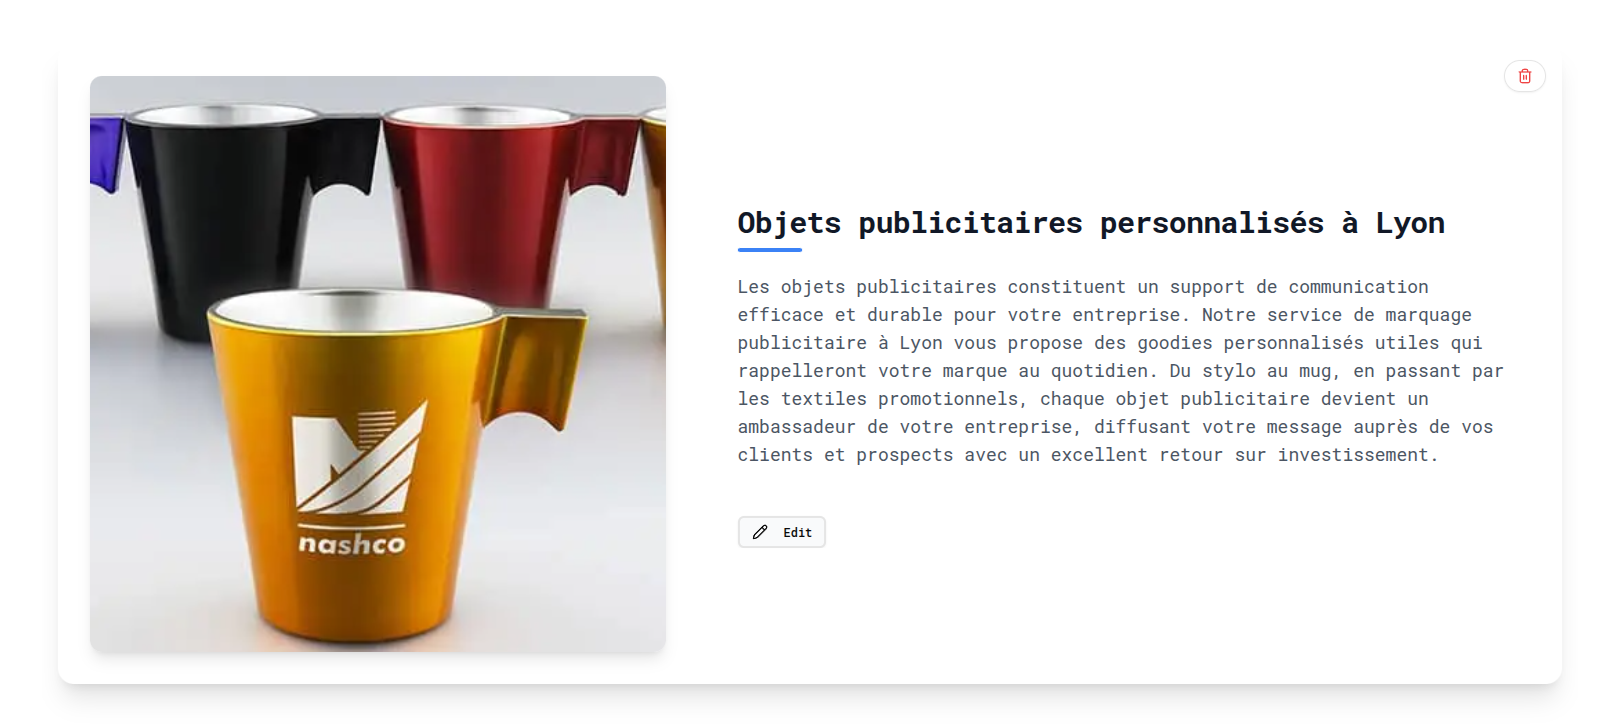 Objets publicitaires personnalisés à Lyon
Les objets publicitaires constituent un support de communication
efficace et durable pour votre entreprise. Notre service de marquage
publicitaire à Lyon vous propose des goodies personnalisés utiles qui
rappelleront votre marque au quotidien. Du stylo au mug, en passant par
les textiles promotionnels, chaque objet publicitaire devient un
ambassadeur de votre entreprise, diffusant votre message auprès de vos
clients et prospects avec un excellent retour sur investissement.
Edit
nashco